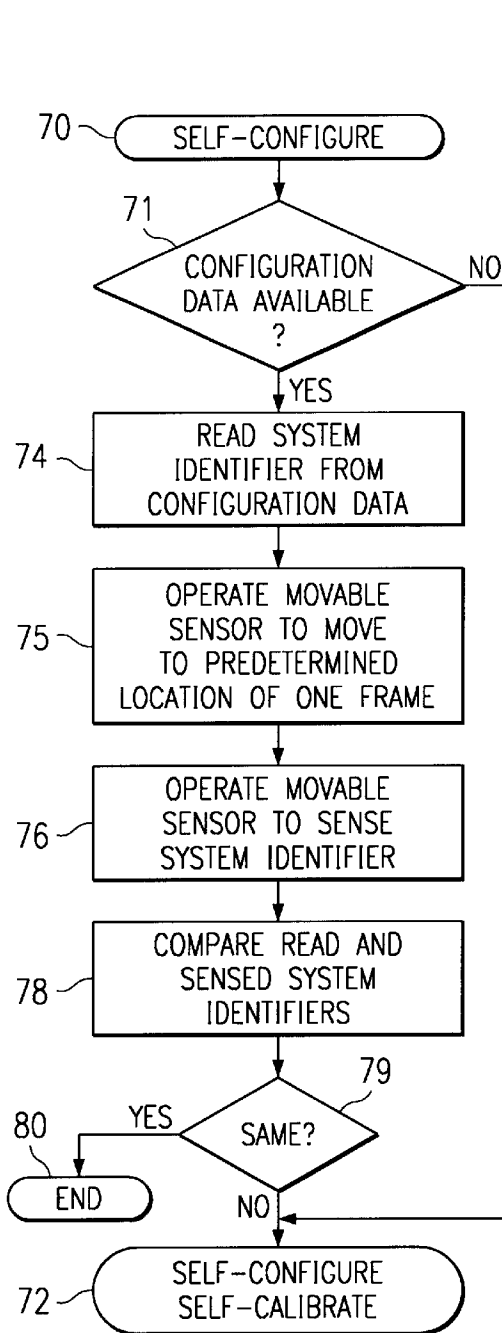 70
SELF-CONFIGURE
71
CONFIGURATION
DATA AVAILABLE
?
NO
YES
74
READ SYSTEM
IDENTIFIER FROM
CONFIGURATION DATA
75
OPERATE MOVABLE
SENSOR TO MOVE
TO PREDETERMINED
LOCATION OF ONE FRAME
76
OPERATE MOVABLE
SENSOR TO SENSE
SYSTEM IDENTIFIER
78
COMPARE READ AND
SENSED SYSTEM
IDENTIFIERS
79
SAME?
YES
80
END
NO
72
SELF-CONFIGURE
SELF-CALIBRATE